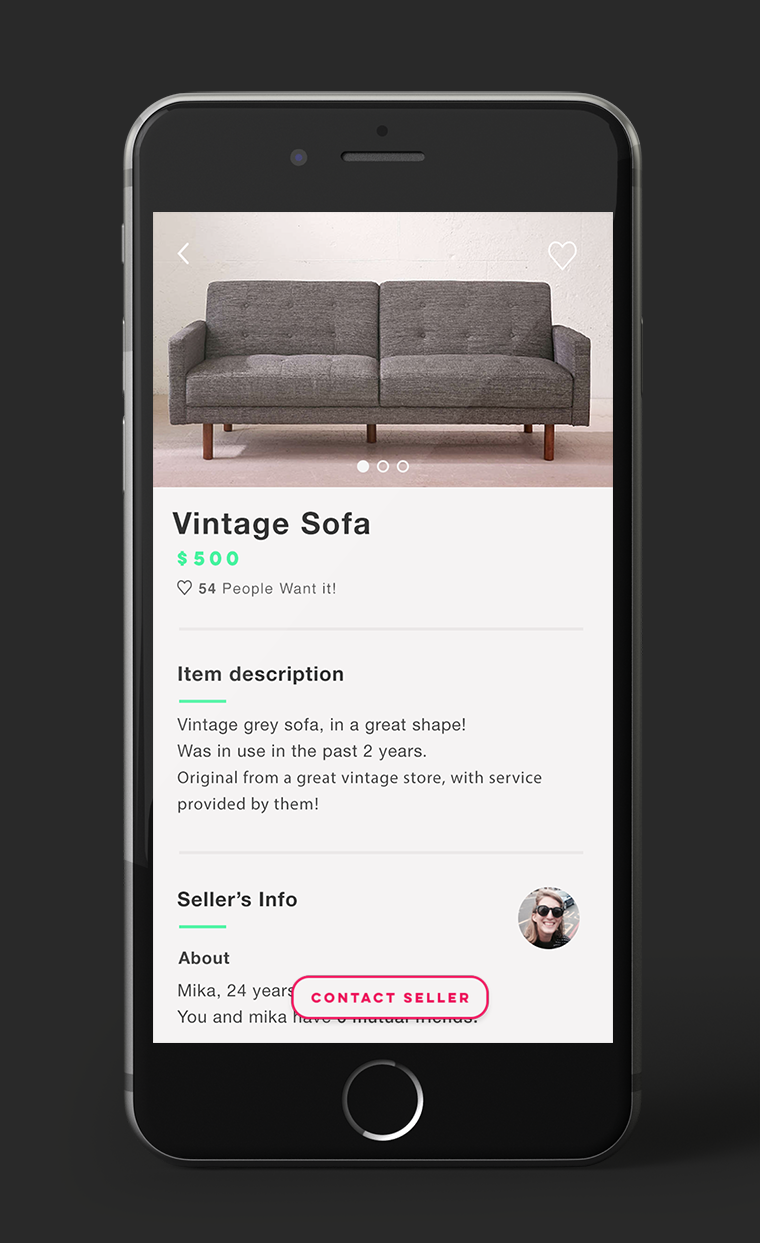 Vintage Sofa
$500
54 People Want it!
Item description
Vintage grey sofa, in a great shape!
Was in use in the past 2 years.
Original from a great vintage store, with service
provided by them!
Seller's Info
About
Mika, 24 years
CONTACT SELLER
You and mika have mutual friends.